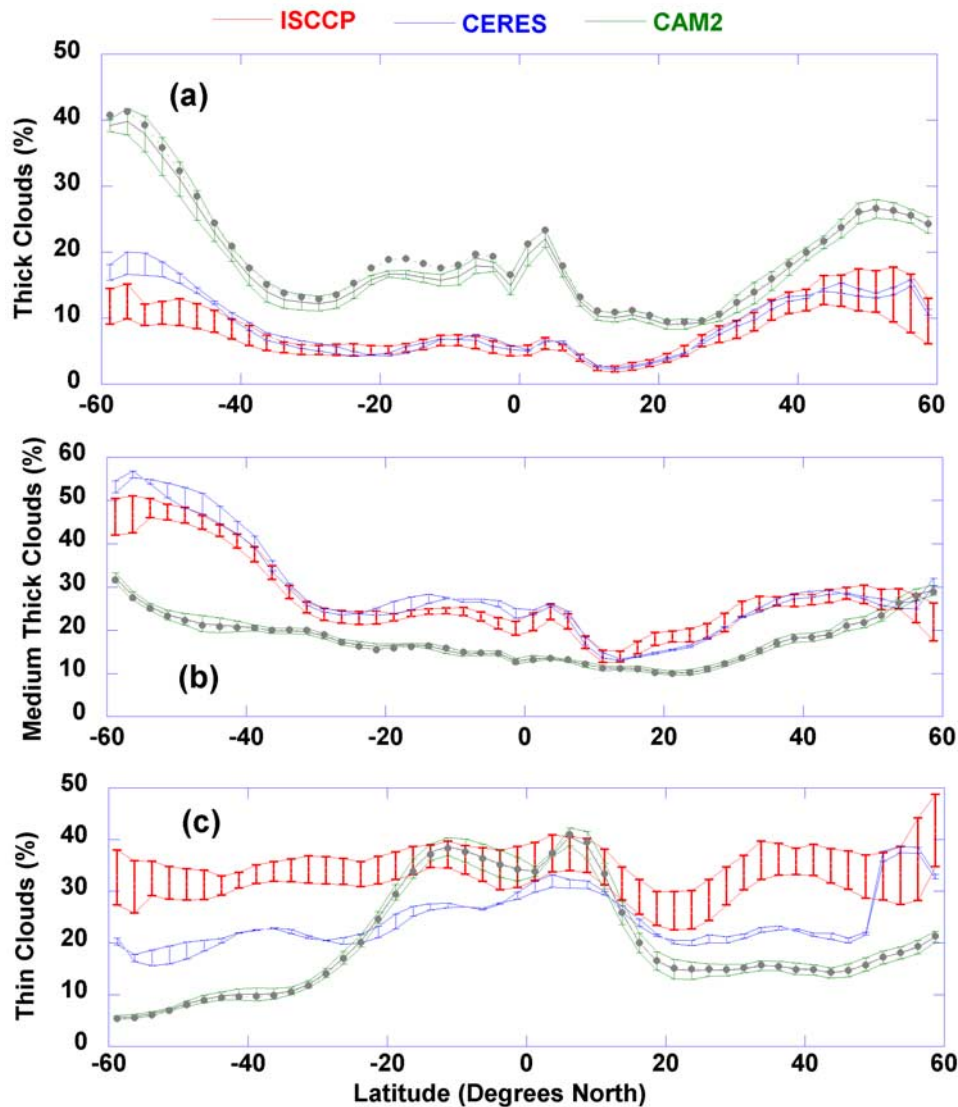 ISCCP CERES CAM2
(a)
Thick Clouds (%)
50
40
30
20
10
0
-60 -40 -20 0 20 40 60
(b)
Medium Thick Clouds (%)
60
50
40
30
20
10
0
-60 -40 -20 0 20 40 60
(c)
Thin Clouds (%)
50
40
30
20
10
0
-60 -40 -20 0 20 40 60
Latitude (Degrees North)